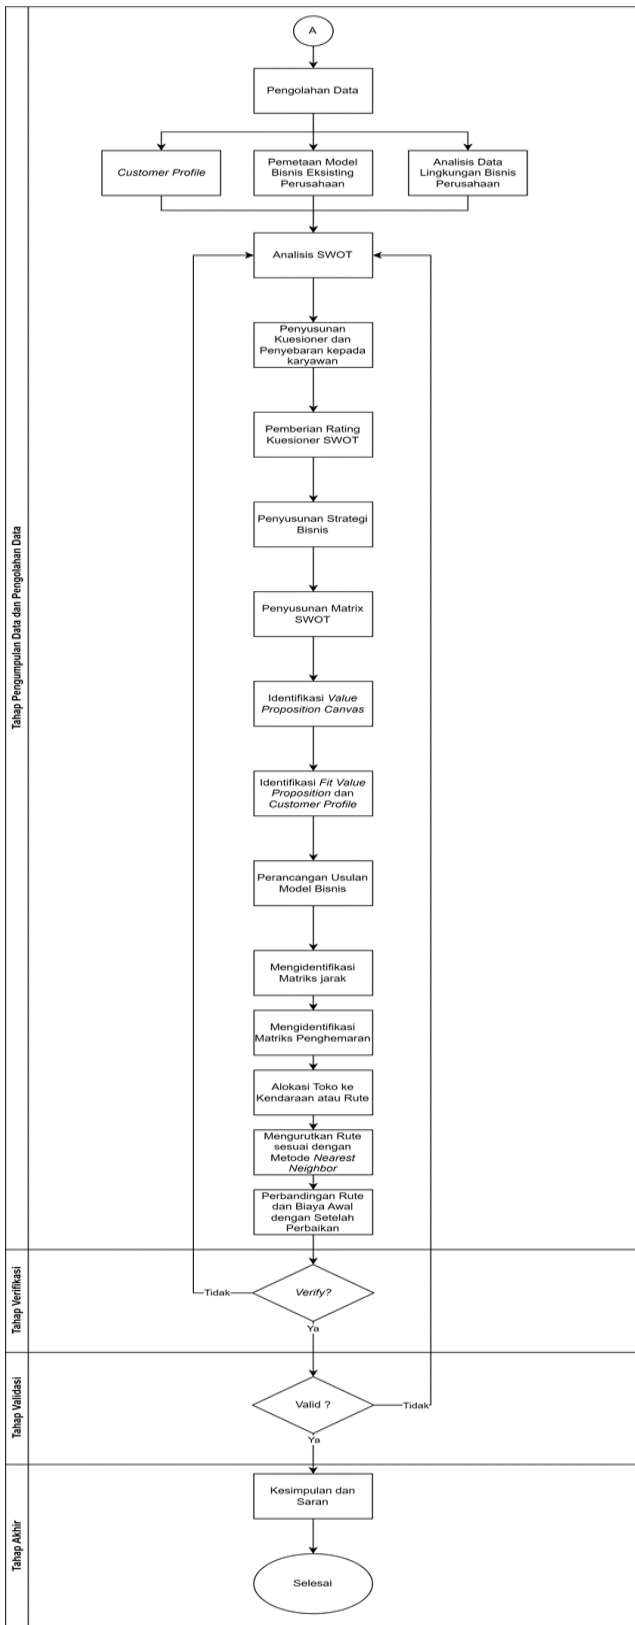 A
Pengolahan Data
Customer Profile
Pemetaan Model
Bisnis Eksisting
Perusahaan
Analisis Data
Lingkungan Bisnis
Perusahaan
Analisis SWOT
Penyusunan
Kuesioner dan
Penyebaran kepada
karyawan
Pemberian Rating
Kuesioner SWOT
Penyusunan Strategi
Bisnis
Penyusunan Matrix
SWOT
Identifikasi Value
Proposition Canvas
Identifikasi Fit Value
Proposition dan
Customer Profile
Perancangan Usulan
Model Bisnis
Mengidentifikasi
Matriks jarak
Mengidentifikasi
Matriks Penghemaran
Alokasi Toko ke
Kendaraan atau Rute
Mengurutkan Rute
sesuai dengan
Metode Nearest
Neighbor
Perbandingan Rute
dan Biaya Awal
dengan Setelah
Perbaikan
Tahap Pengumpulan Data dan Pengolahan Data
Tahap Verifikasi
Verify?
Tidak
Ya
Tahap Validasi
Valid ?
Tidak
Ya
Tahap Akhir
Kesimpulan dan
Saran
Selesai